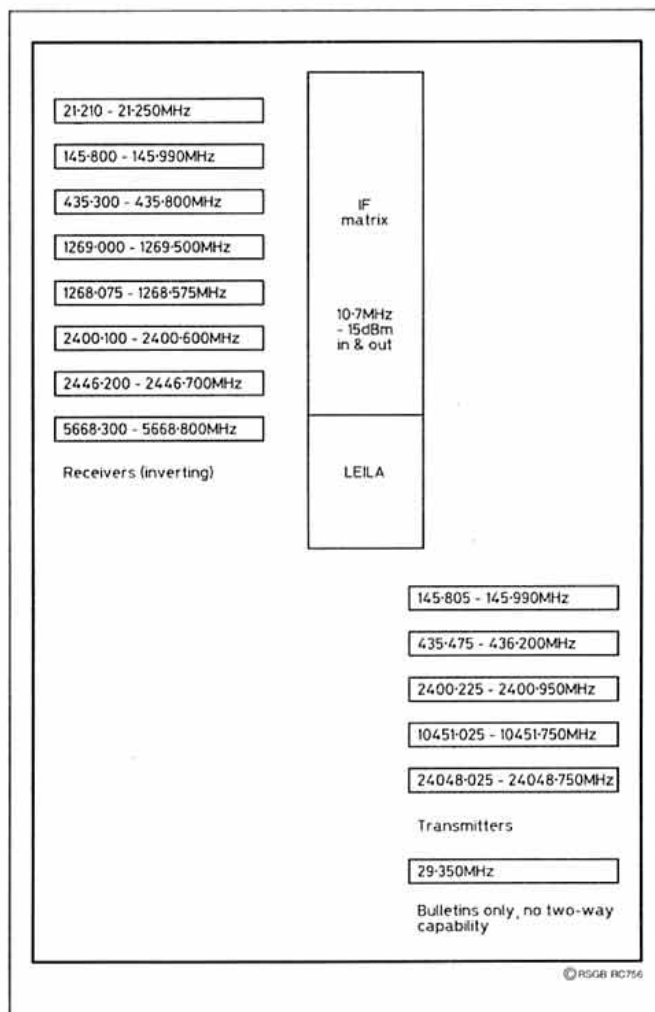 21·210 - 21·250MHz
145·800 - 145·990MHz
435·300 - 435·800MHz
1269·000 - 1269·500MHz
1268·075 - 1268·575MHz
2400·100 - 2400·600MHz
2446·200 - 2446·700MHz
5668·300 - 5668·800MHz
Receivers (inverting)
IF
matrix
10·7MHz
- 15dBm
in & out
LEILA
145·805 - 145·990MHz
435·475 - 436·200MHz
2400·225 - 2400·950MHz
10451·025 - 10451·750MHz
24048·025 - 24048·750MHz
Transmitters
29·350MHz
Bulletins only, no two-way
capability
©RSGB RC756